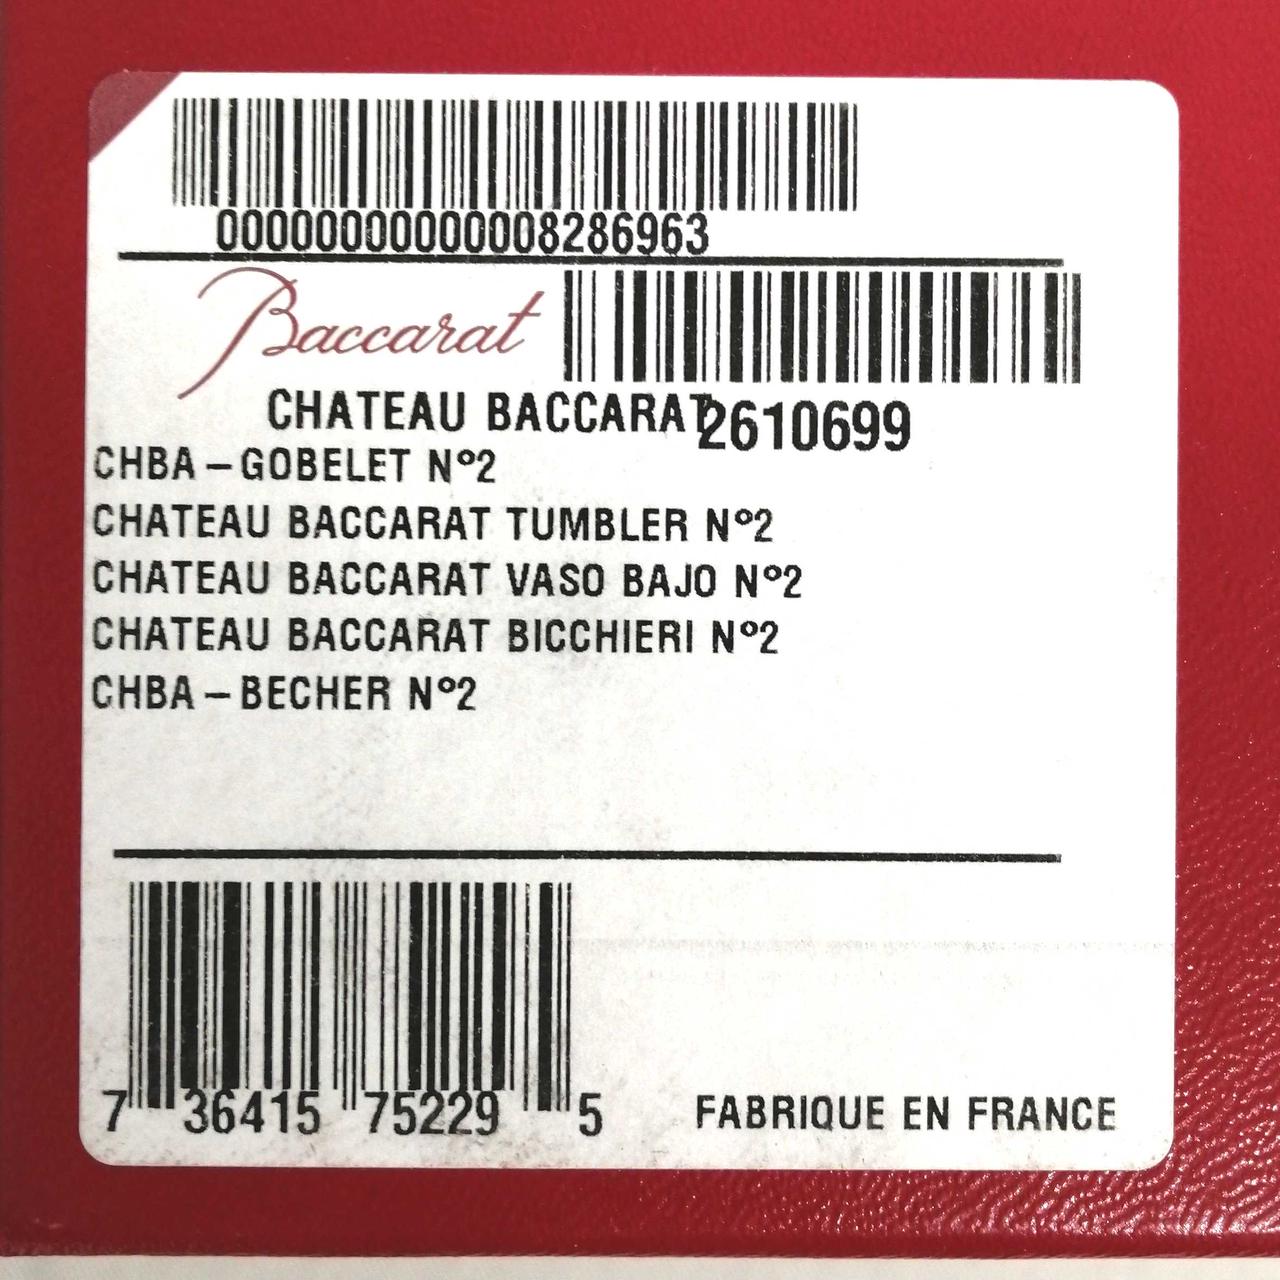 00000000000008286963
Baccarat
CHATEAU BACCARAT
2610699
CHBA-GOBELET N°2
CHATEAU BACCARAT TUMBLER N°2
CHATEAU BACCARAT VASO BAJO N°2
CHATEAU BACCARAT BICCHIERI N°2
CHBA-BECHER N°2
7 36415 75229 5
FABRIQUE EN FRANCE